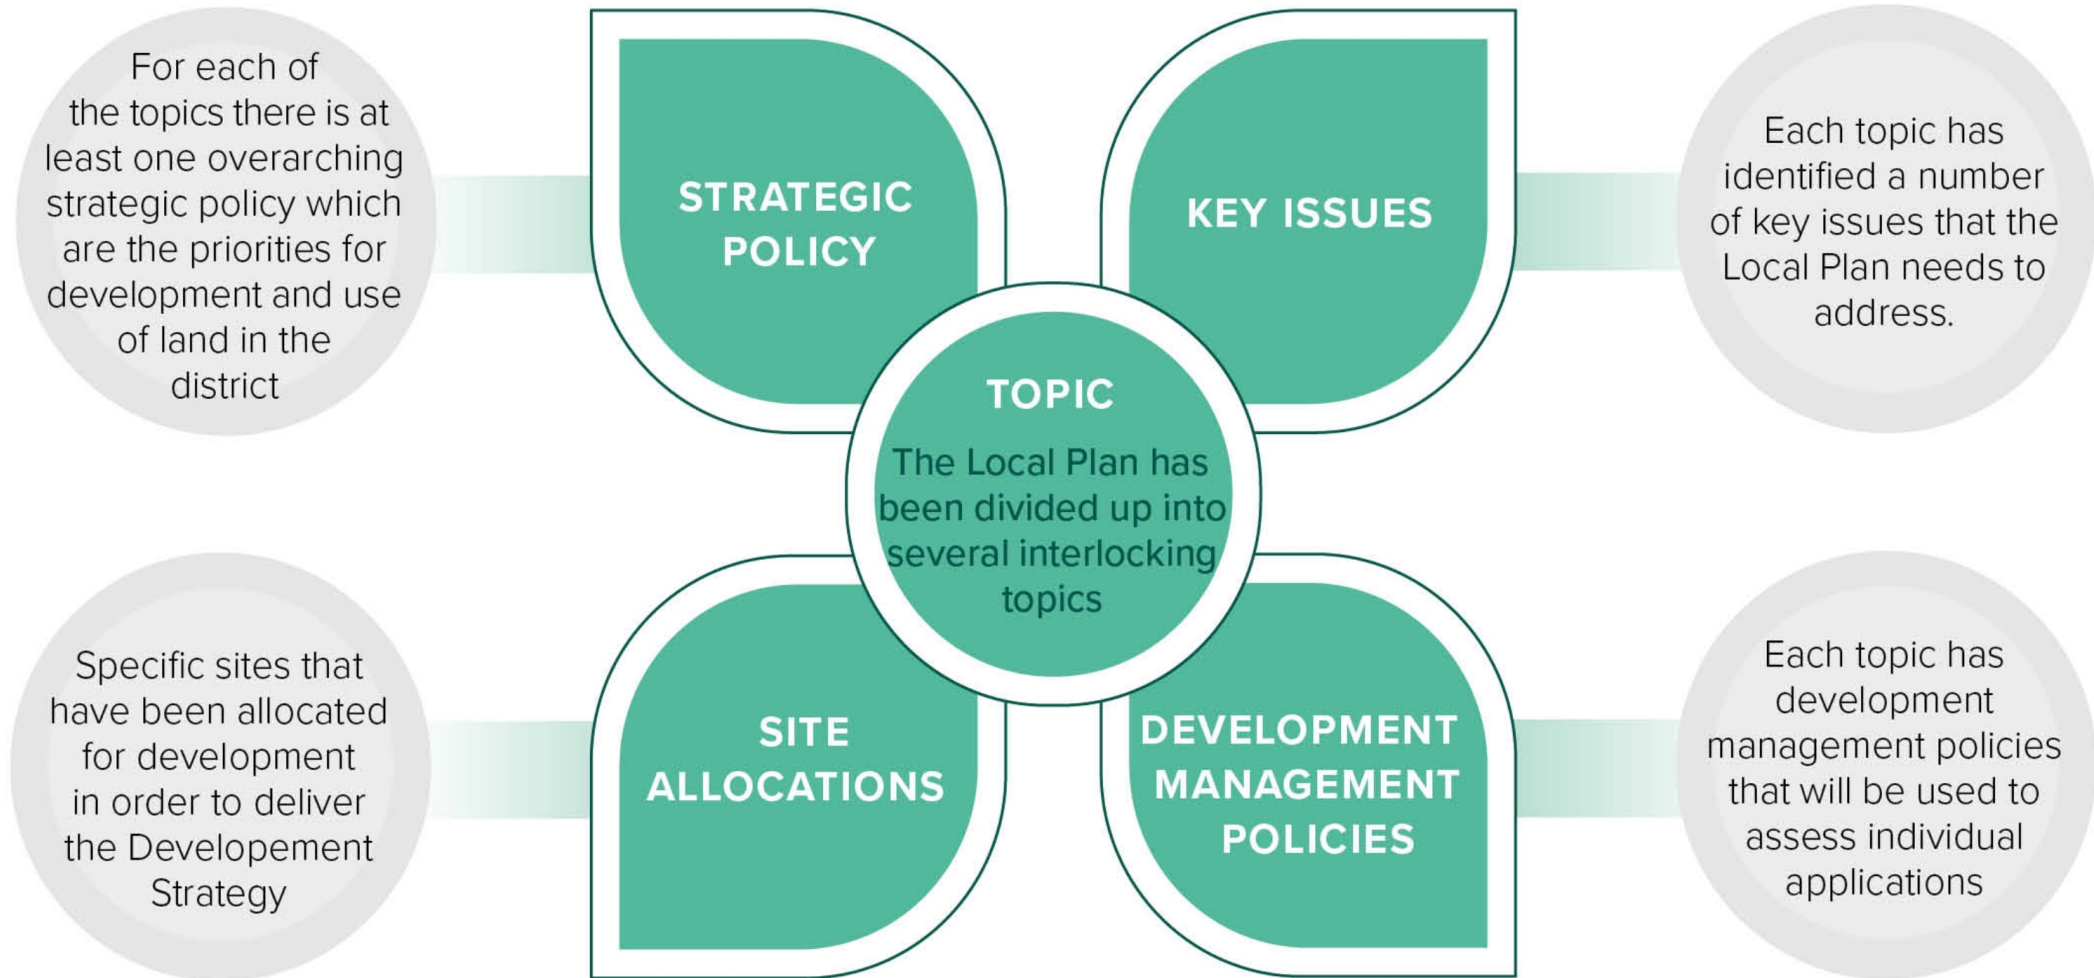 For each of
the topics there is at
least one overarching
strategic policy which
are the priorities for
development and use
of land in the
district
STRATEGIC
POLICY
KEY ISSUES
Each topic has
identified a number
of key issues that the
Local Plan needs to
address.
TOPIC
The Local Plan has
been divided up into
several interlocking
topics
Specific sites that
have been allocated
for development
in order to deliver
the Developement
Strategy
SITE
ALLOCATIONS
DEVELOPMENT
MANAGEMENT
POLICIES
Each topic has
development
management policies
that will be used to
assess individual
applications